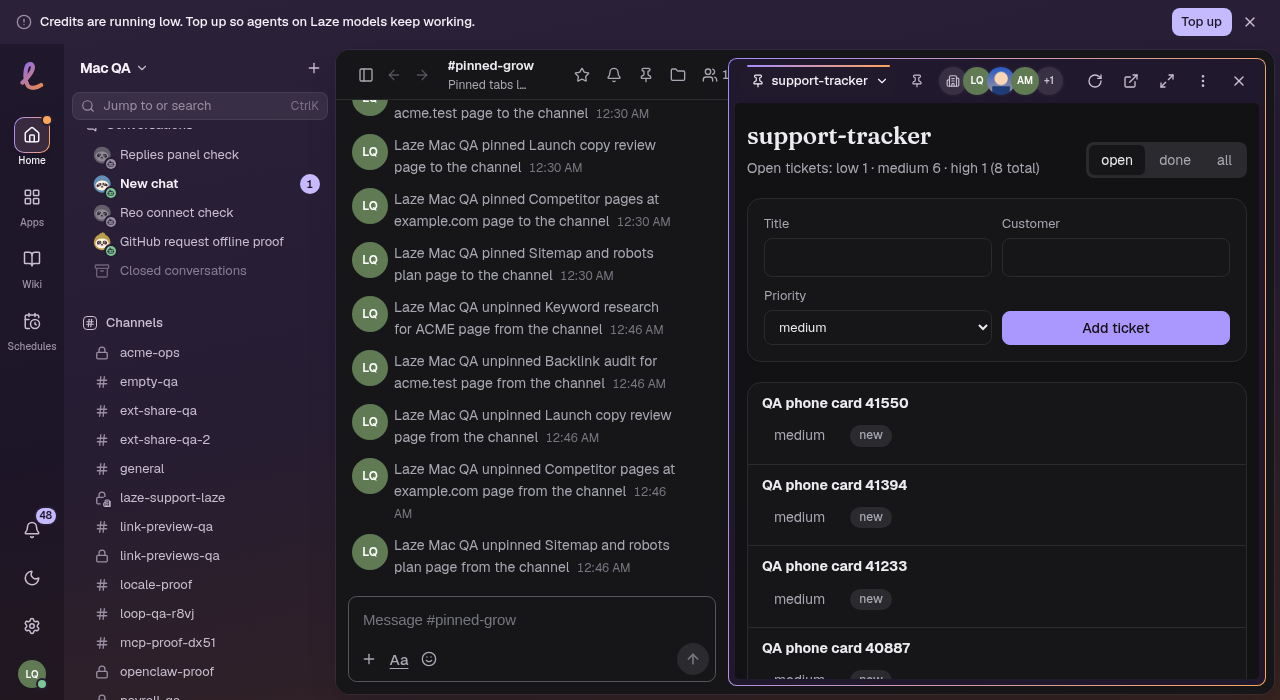 Credits are running low. Top up so agents on Laze models keep working.
Top up
Home
Apps
Wiki
Schedules
48
LQ
Mac QA
Jump to or search
CtrlK
Conversations
Replies panel check
New chat
1
Reo connect check
GitHub request offline proof
Closed conversations
Channels
acme-ops
empty-qa
ext-share-qa
ext-share-qa-2
general
laze-support-laze
link-preview-qa
link-previews-qa
locale-proof
loop-qa-r8vj
mcp-proof-dx51
openclaw-proof
#pinned-grow
Pinned tabs l…
1
LQ
acme.test page to the channel 12:30 AM
LQ
Laze Mac QA pinned Launch copy review
page to the channel 12:30 AM
LQ
Laze Mac QA pinned Competitor pages at
example.com page to the channel 12:30 AM
LQ
Laze Mac QA pinned Sitemap and robots
plan page to the channel 12:30 AM
LQ
Laze Mac QA unpinned Keyword research
for ACME page from the channel 12:46 AM
LQ
Laze Mac QA unpinned Backlink audit for
acme.test page from the channel 12:46 AM
LQ
Laze Mac QA unpinned Launch copy review
page from the channel 12:46 AM
LQ
Laze Mac QA unpinned Competitor pages at
example.com page from the channel 12:46
AM
LQ
Laze Mac QA unpinned Sitemap and robots
plan page from the channel 12:46 AM
Message #pinned-grow
Aa
support-tracker
LQ
AM
+1
support-tracker
Open tickets: low 1 · medium 6 · high 1 (8 total)
open
done
all
Title
Customer
Priority
medium
Add ticket
QA phone card 41550
medium
new
QA phone card 41394
medium
new
QA phone card 41233
medium
new
QA phone card 40887